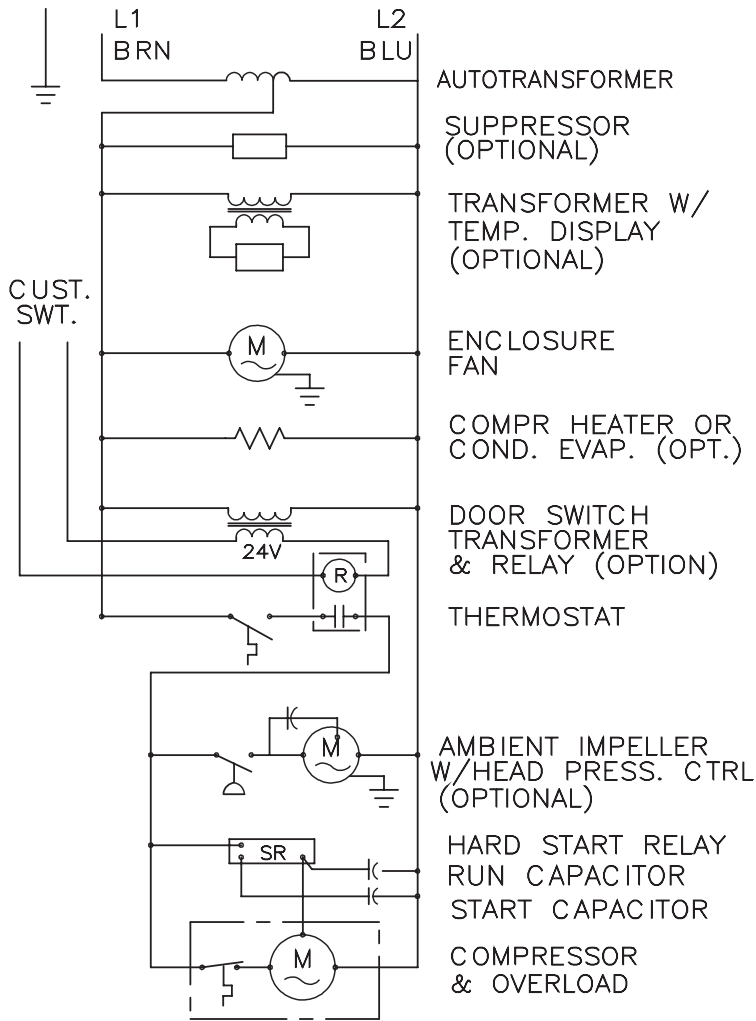 L1
BRN
L2
BLU
AUTOTRANSFORMER
SUPPRESSOR
(OPTIONAL)
TRANSFORMER W/
TEMP. DISPLAY
(OPTIONAL)
CUST.
SWT.
M
ENCLOSURE
FAN
COMPR HEATER OR
COND. EVAP. (OPT.)
24V
DOOR SWITCH
TRANSFORMER
& RELAY (OPTION)
R
THERMOSTAT
M
AMBIENT IMPELLER
W/HEAD PRESS. CTRL
(OPTIONAL)
SR
HARD START RELAY
RUN CAPACITOR
START CAPACITOR
M
COMPRESSOR
& OVERLOAD